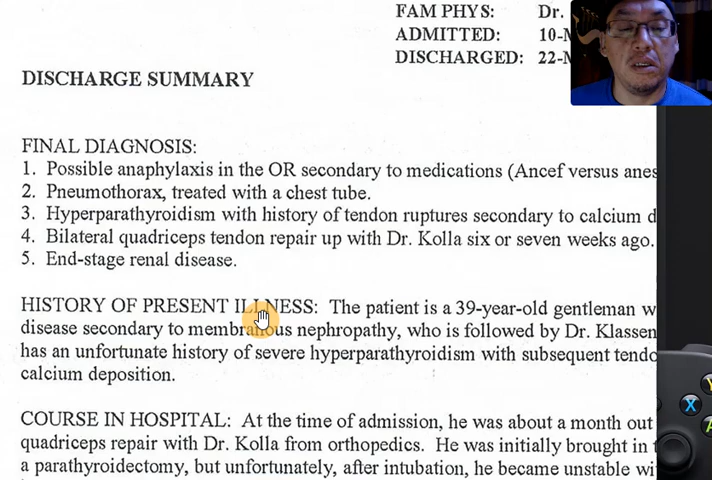 FAM PHYS: Dr.
ADMITTED: 10-
DISCHARGED: 22-
DISCHARGE SUMMARY
FINAL DIAGNOSIS:
1. Possible anaphylaxis in the OR secondary to medications (Ancef versus anes
2. Pneumothorax, treated with a chest tube.
3. Hyperparathyroidism with history of tendon ruptures secondary to calcium d
4. Bilateral quadriceps tendon repair up with Dr. Kolla six or seven weeks ago.
5. End-stage renal disease.
HISTORY OF PRESENT ILLNESS: The patient is a 39-year-old gentleman w
disease secondary to membranous nephropathy, who is followed by Dr. Klassen
has an unfortunate history of severe hyperparathyroidism with subsequent tendo
calcium deposition.
COURSE IN HOSPITAL: At the time of admission, he was about a month out
quadriceps repair with Dr. Kolla from orthopedics. He was initially brought in t
a parathyroidectomy, but unfortunately, after intubation, he became unstable wi
Y
X
A